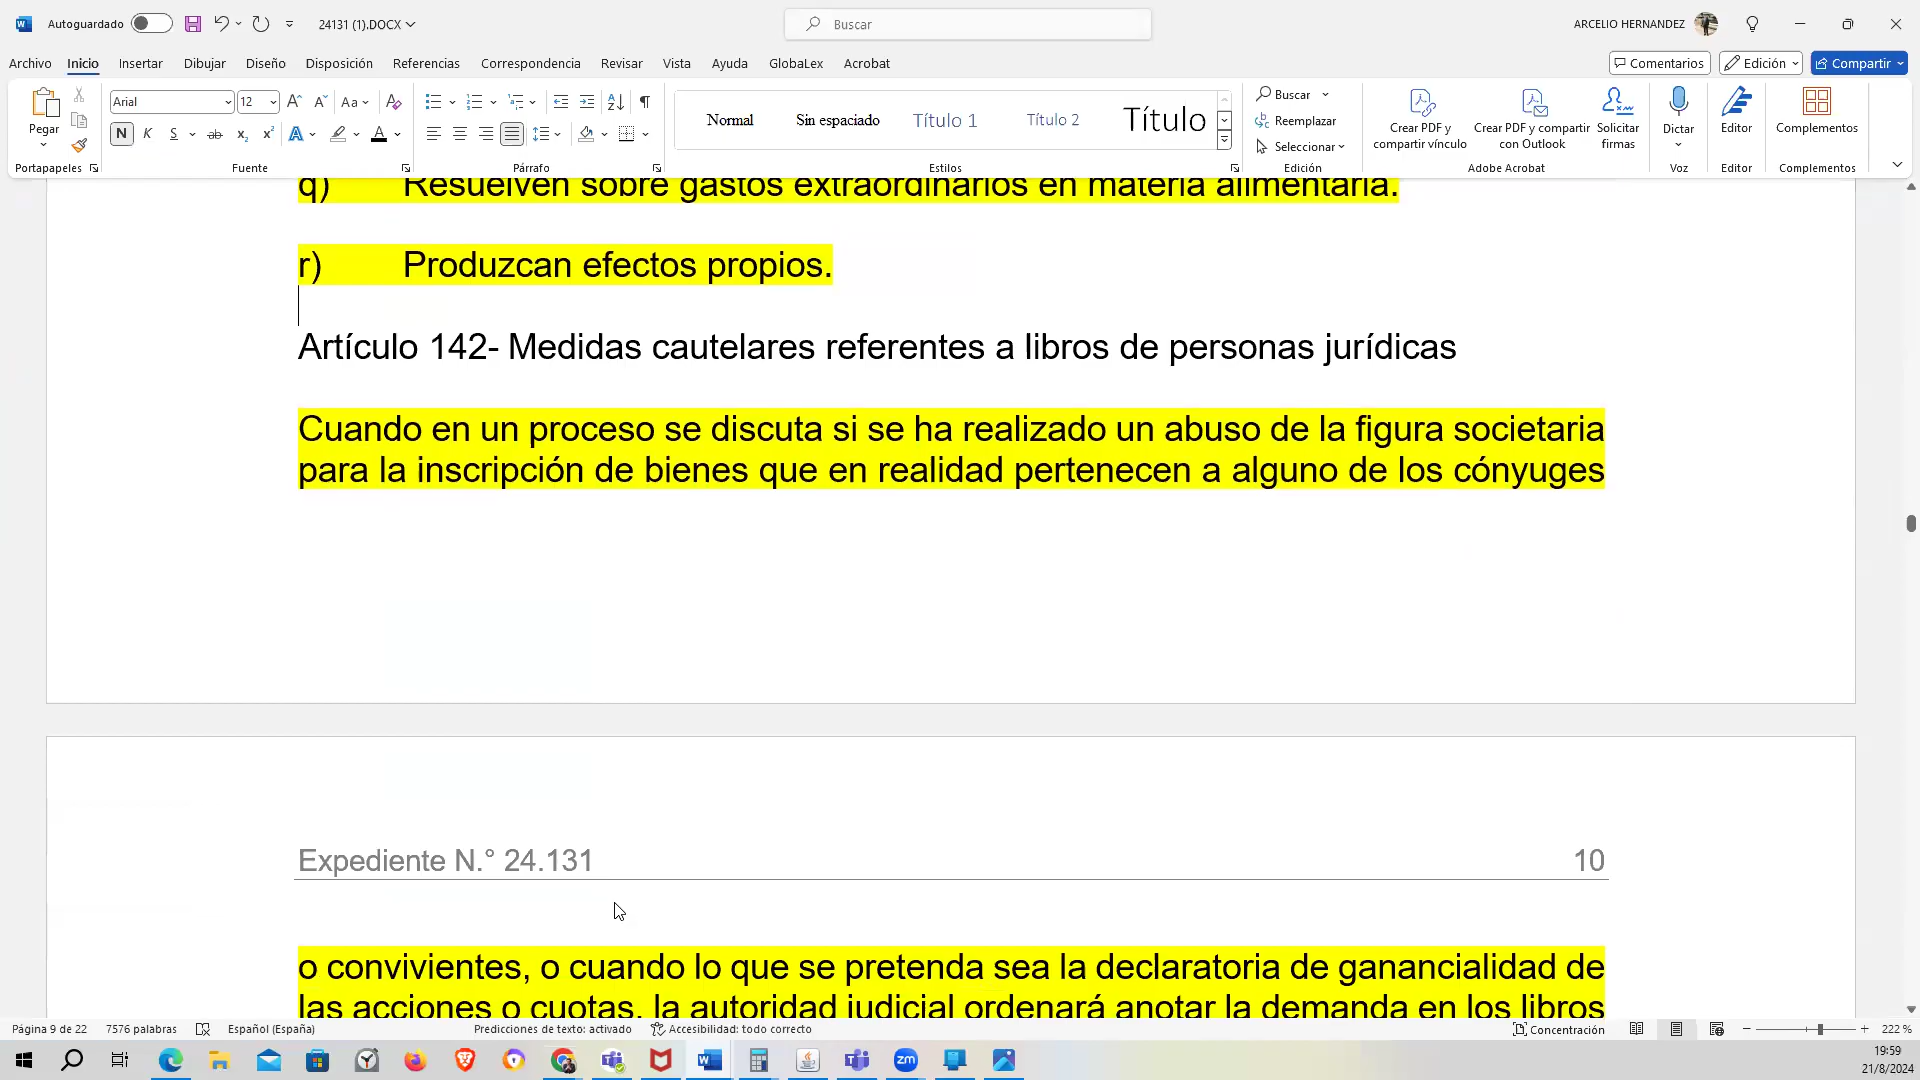 Autoguardado
24131 (1).DOCX
Buscar
ARCELIO HERNANDEZ
Archivo Inicio Insertar Dibujar Diseño Disposición Referencias Correspondencia Revisar Vista Ayuda GlobaLex Acrobat
Comentarios Edición Compartir
Pegar
Portapapeles
Arial 12
Aa
N K S ab x₂ x²
Fuente
Párrafo
Normal Sin espaciado Título 1 Título 2 Título
Estilos
Buscar
Reemplazar
Seleccionar
Edición
Crear PDF y compartir vínculo
Crear PDF y compartir con Outlook
Solicitar firmas
Adobe Acrobat
Dictar
Voz
Editor
Editor
Complementos
Complementos
q) Resuelven sobre gastos extraordinarios en materia alimentaria.
r) Produzcan efectos propios.
Artículo 142- Medidas cautelares referentes a libros de personas jurídicas
Cuando en un proceso se discuta si se ha realizado un abuso de la figura societaria
para la inscripción de bienes que en realidad pertenecen a alguno de los cónyuges
Expediente N.° 24.131 10
o convivientes, o cuando lo que se pretenda sea la declaratoria de ganancialidad de
las acciones o cuotas, la autoridad judicial ordenará anotar la demanda en los libros
Página 9 de 22 7576 palabras Español (España) Predicciones de texto: activado Accesibilidad: todo correcto Concentración 222 %
19:59
21/8/2024